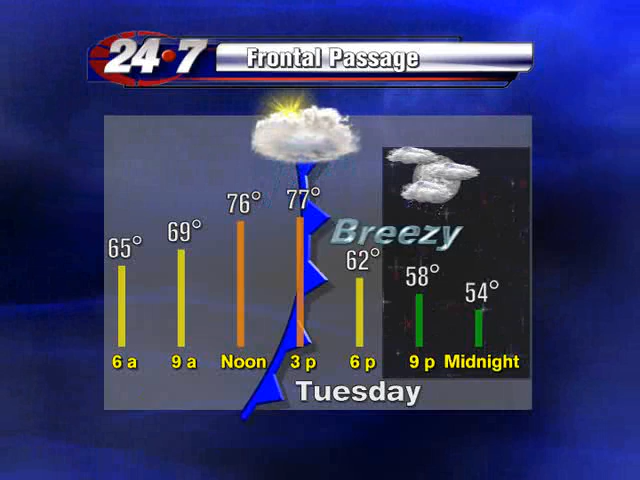 24•7 Frontal Passage
65° 69° 76° 77° 62° 58° 54°
Breezy
6 a 9 a Noon 3 p 6 p 9 p Midnight
Tuesday